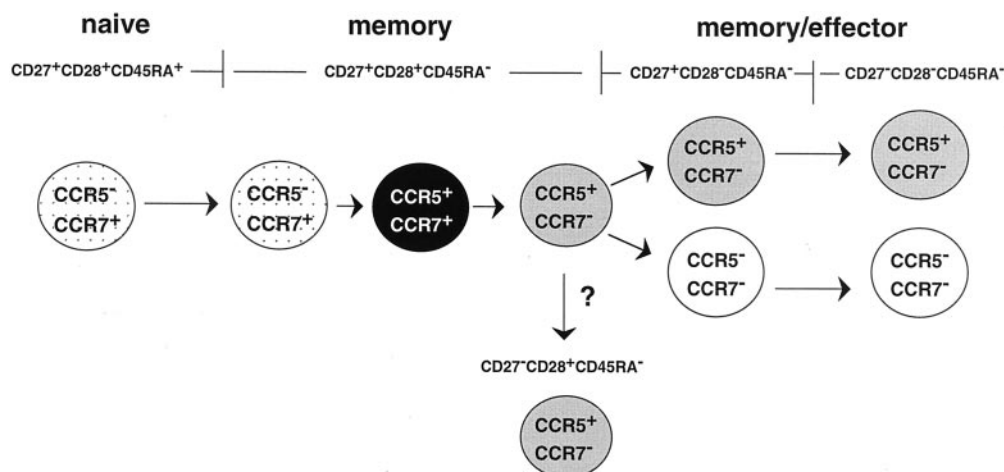 naive memory memory/effector
CD27⁺CD28⁺CD45RA⁺ CD27⁺CD28⁺CD45RA⁻ CD27⁺CD28⁻CD45RA⁻ CD27⁻CD28⁻CD45RA⁻
CCR5⁺ CCR5⁺
CCR7⁻ CCR7⁻
CCR5⁻ CCR5⁻ CCR5⁺ CCR5⁺
CCR7⁺ CCR7⁺ CCR7⁺ CCR7⁻
CCR5⁻ CCR5⁻
CCR7⁻ CCR7⁻
?
CD27⁻CD28⁺CD45RA⁻
CCR5⁺
CCR7⁻